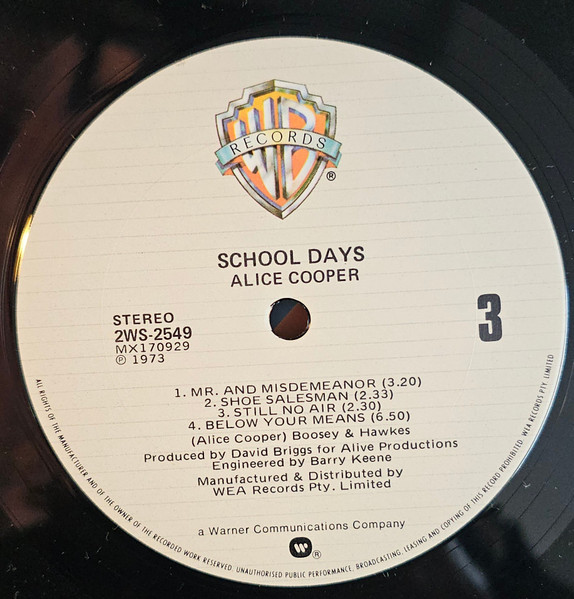 WB
RECORDS
®
SCHOOL DAYS
ALICE COOPER
STEREO
2WS-2549
MX170929
℗ 1973
3
1. MR. AND MISDEMEANOR (3.20)
2. SHOE SALESMAN (2.33)
3. STILL NO AIR (2.30)
4. BELOW YOUR MEANS (6.50)
(Alice Cooper) Boosey & Hawkes
Produced by David Briggs for Alive Productions
Engineered by Barry Keene
Manufactured & Distributed by
WEA Records Pty. Limited
a Warner Communications Company
®
ALL RIGHTS OF THE MANUFACTURER AND OF THE OWNER OF THE RECORDED WORK RESERVED. UNAUTHORISED PUBLIC PERFORMANCE, BROADCASTING, LEASING AND COPYING OF THIS RECORD PROHIBITED. WEA RECORDS PTY. LIMITED